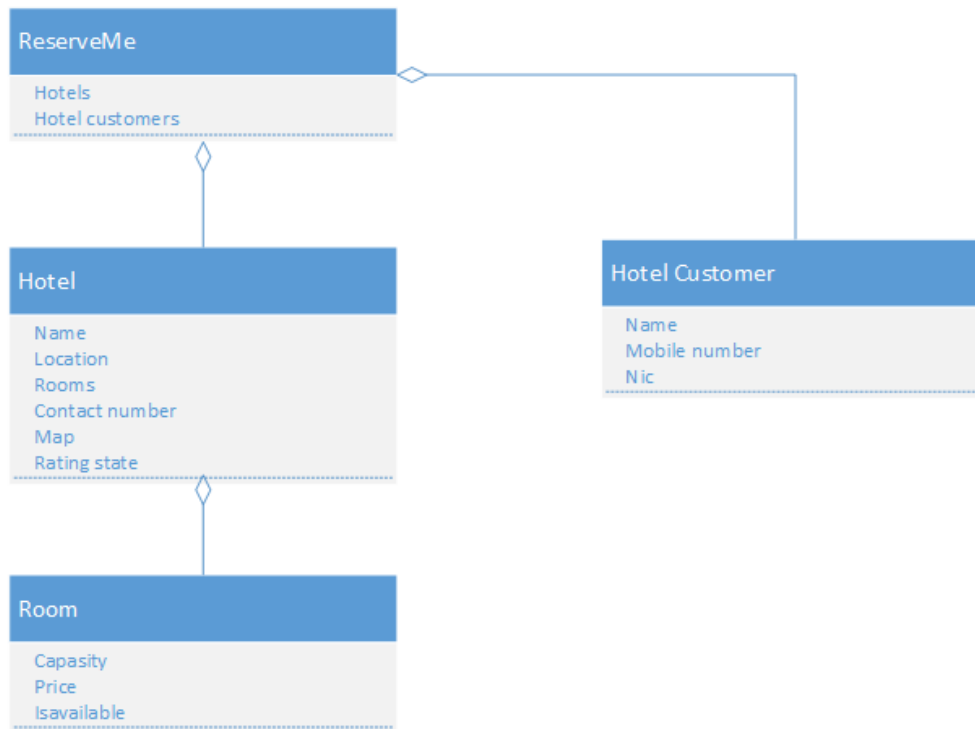 ReserveMe
Hotels
Hotel customers
Hotel
Name
Location
Rooms
Contact number
Map
Rating state
Hotel Customer
Name
Mobile number
Nic
Room
Capasity
Price
Isavailable